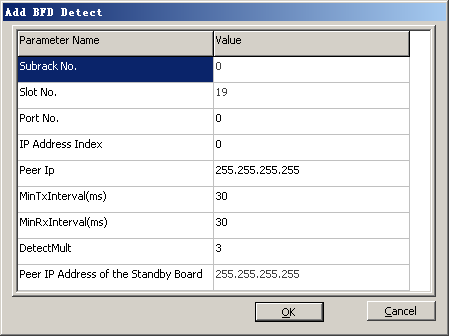 Add BFD Detect
Parameter Name Value
Subrack No. 0
Slot No. 19
Port No. 0
IP Address Index 0
Peer Ip 255.255.255.255
MinTxInterval(ms) 30
MinRxInterval(ms) 30
DetectMult 3
Peer IP Address of the Standby Board 255.255.255.255
OK Cancel